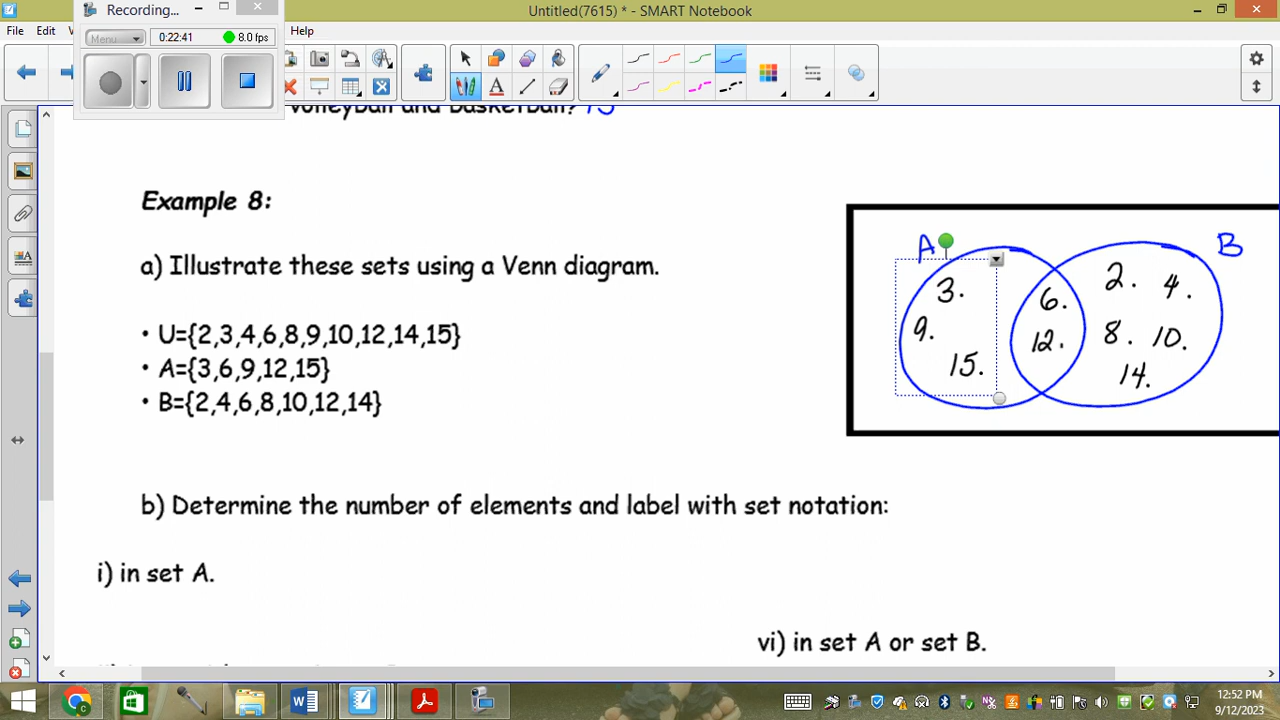 Recording...
Untitled(7615) * - SMART Notebook
File Edit
Help
Menu
0:22:41
8.0 fps
volleyball and basketball? 15
Example 8:
a) Illustrate these sets using a Venn diagram.
• U={2,3,4,6,8,9,10,12,14,15}
• A={3,6,9,12,15}
• B={2,4,6,8,10,12,14}
A
B
3.
9.
15.
6.
12.
2. 4.
8. 10.
14.
b) Determine the number of elements and label with set notation:
i) in set A.
vi) in set A or set B.
12:52 PM
9/12/2023